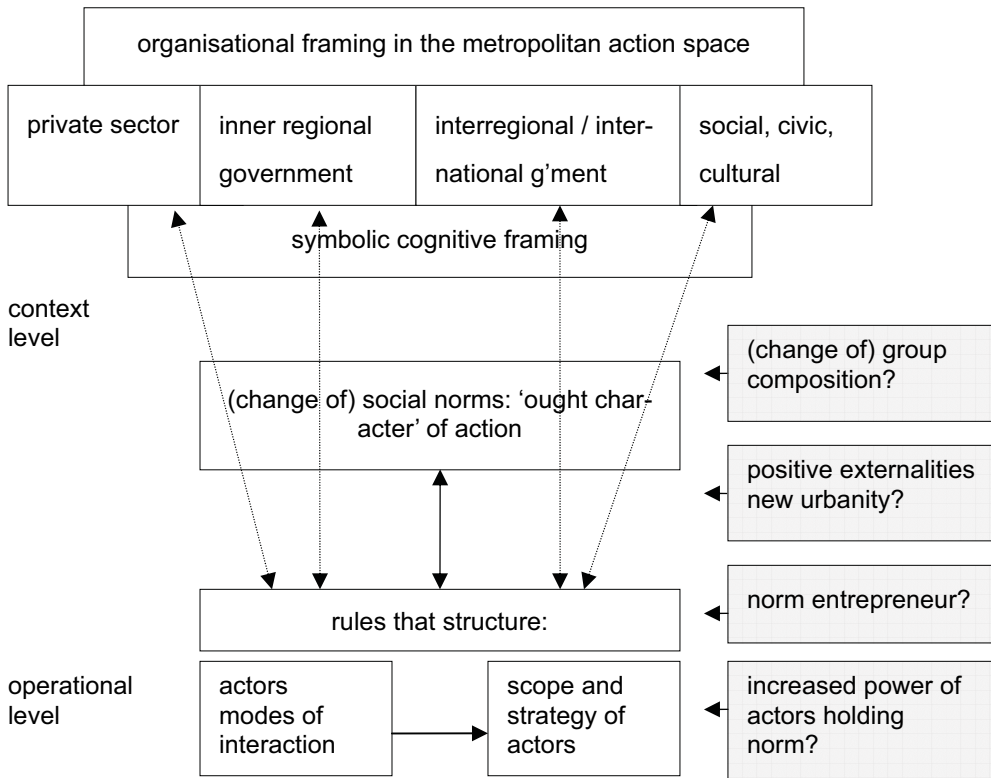 organisational framing in the metropolitan action space
private sector
inner regional
government
interregional / inter-
national g’ment
social, civic,
cultural
symbolic cognitive framing
context
level
(change of) group
composition?
(change of) social norms: ‘ought char-
acter’ of action
positive externalities
new urbanity?
norm entrepreneur?
rules that structure:
operational
level
actors
modes of
interaction
scope and
strategy of
actors
increased power of
actors holding
norm?